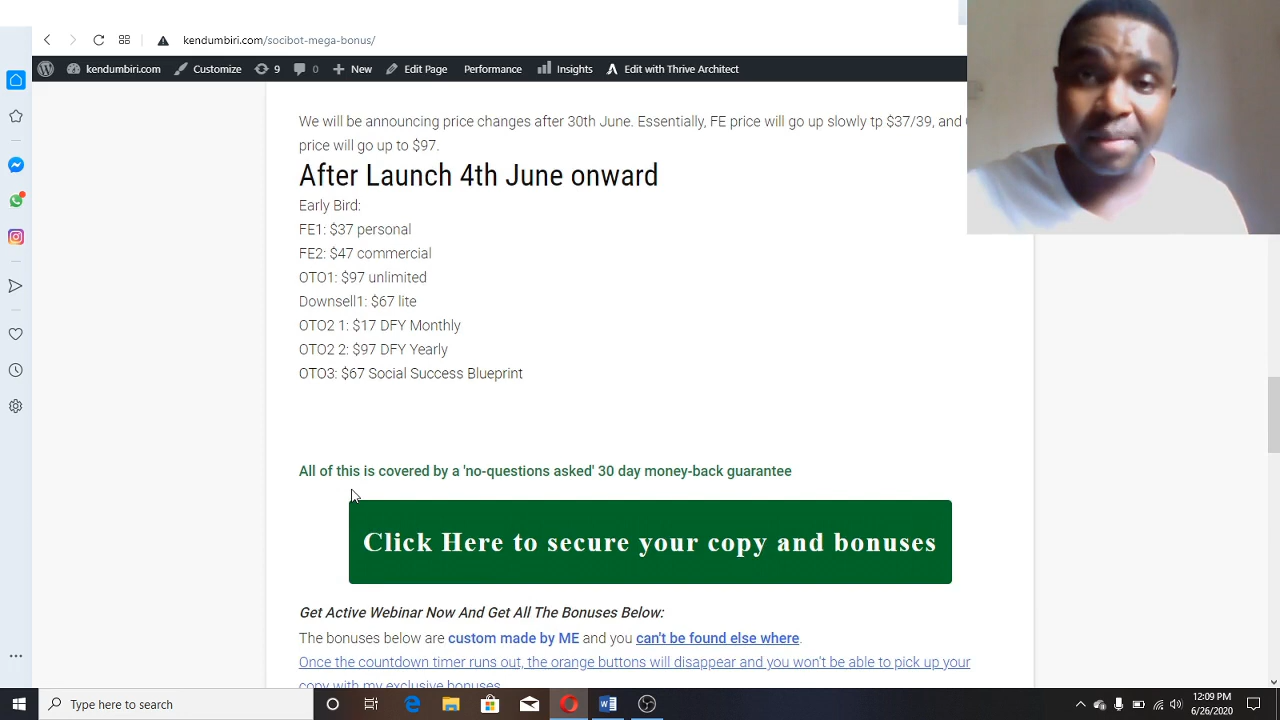 kendumbiri.com/socibot-mega-bonus/
kendumbiri.com Customize 9 0 New Edit Page Performance Insights Edit with Thrive Architect
We will be announcing price changes after 30th June. Essentially, FE price will go up slowly tp $37/39, and
price will go up to $97.
After Launch 4th June onward
Early Bird:
FE1: $37 personal
FE2: $47 commercial
OTO1: $97 unlimited
Downsell1: $67 lite
OTO2 1: $17 DFY Monthly
OTO2 2: $97 DFY Yearly
OTO3: $67 Social Success Blueprint
All of this is covered by a 'no-questions asked' 30 day money-back guarantee
Click Here to secure your copy and bonuses
Get Active Webinar Now And Get All The Bonuses Below:
The bonuses below are custom made by ME and you can't be found else where.
Once the countdown timer runs out, the orange buttons will disappear and you won't be able to pick up your
copy with my exclusive bonuses
Type here to search
12:09 PM
6/26/2020